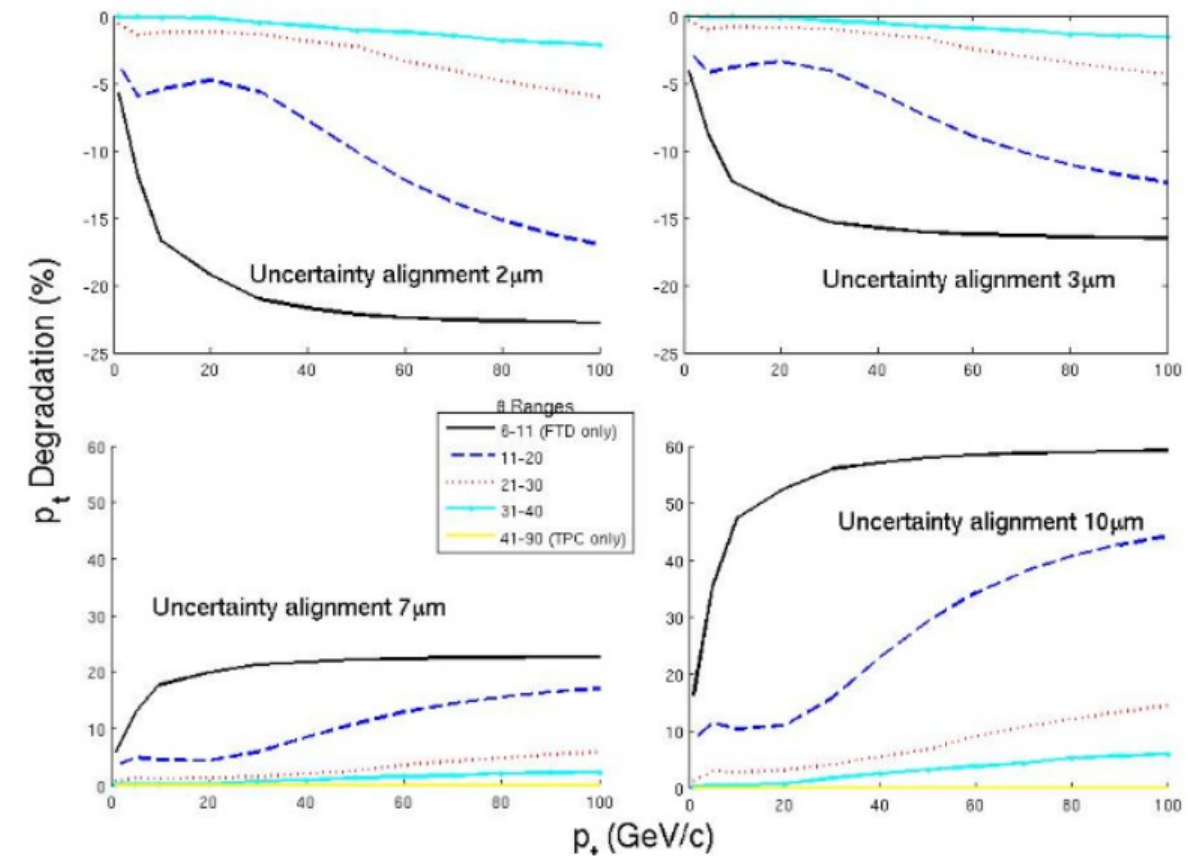 0
-5
-10
-15
-20
-25
0 20 40 60 80 100
Uncertainty alignment 2μm
0
-5
-10
-15
-20
-25
0 20 40 60 80 100
Uncertainty alignment 3μm
pt Degradation (%)
θ Ranges
6-11 (FTD only)
11-20
21-30
31-40
41-90 (TPC only)
60
50
40
30
20
10
0
0 20 40 60 80 100
Uncertainty alignment 7μm
60
50
40
30
20
10
0
0 20 40 60 80 100
Uncertainty alignment 10μm
pt (GeV/c)